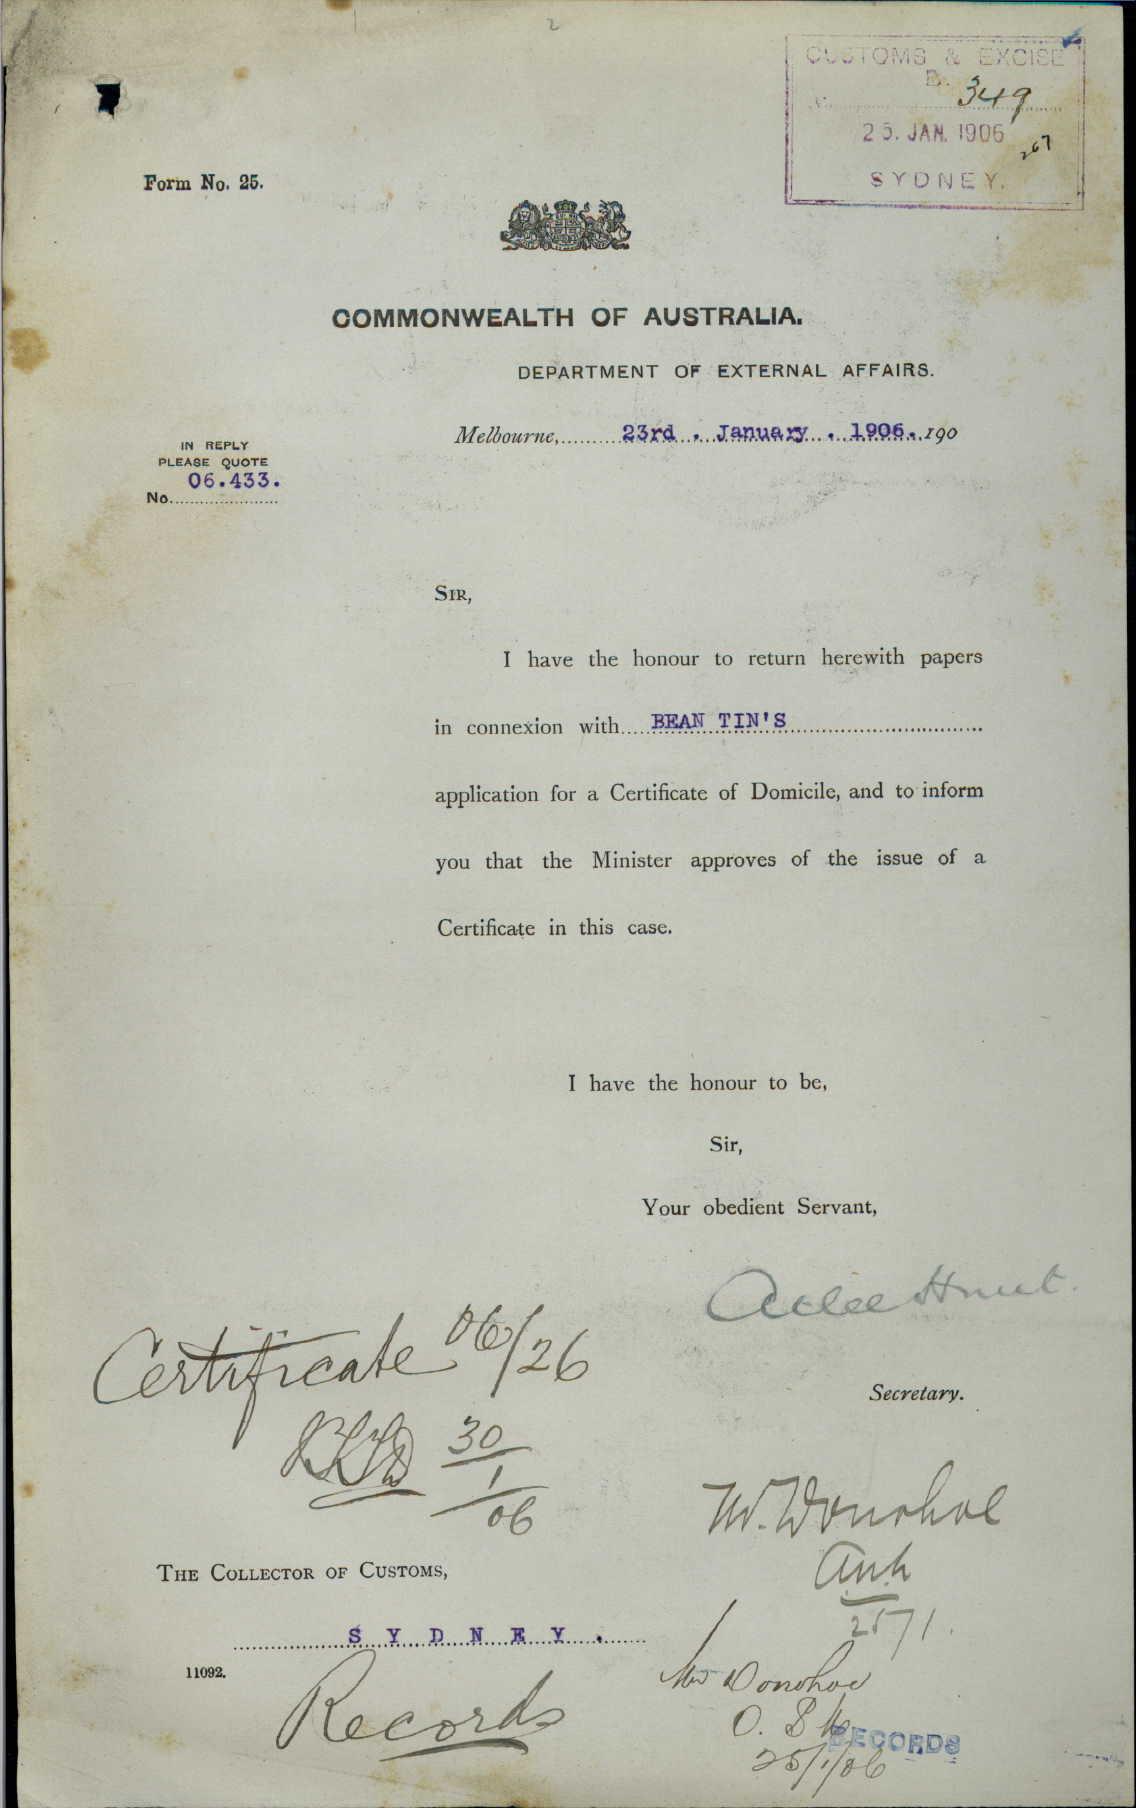 2
CUSTOMS & EXCISE
B. 349
25. JAN. 1906
267
SYDNEY.
Form No. 25.
COMMONWEALTH OF AUSTRALIA.
DEPARTMENT OF EXTERNAL AFFAIRS.
Melbourne, 23rd . January . 1906. 190
IN REPLY
PLEASE QUOTE
06.433.
No.
SIR,
I have the honour to return herewith papers
in connexion with BEAN TIN'S
application for a Certificate of Domicile, and to inform
you that the Minister approves of the issue of a
Certificate in this case.
I have the honour to be,
Sir,
Your obedient Servant,
Atlee Hunt.
Secretary.
Certificate 06/26
30/1/06
Mr. Donohoe
25/1.
THE COLLECTOR OF CUSTOMS,
SYDNEY.
11092.
Records
Mr Donohoe
25/1/06
RECORDS